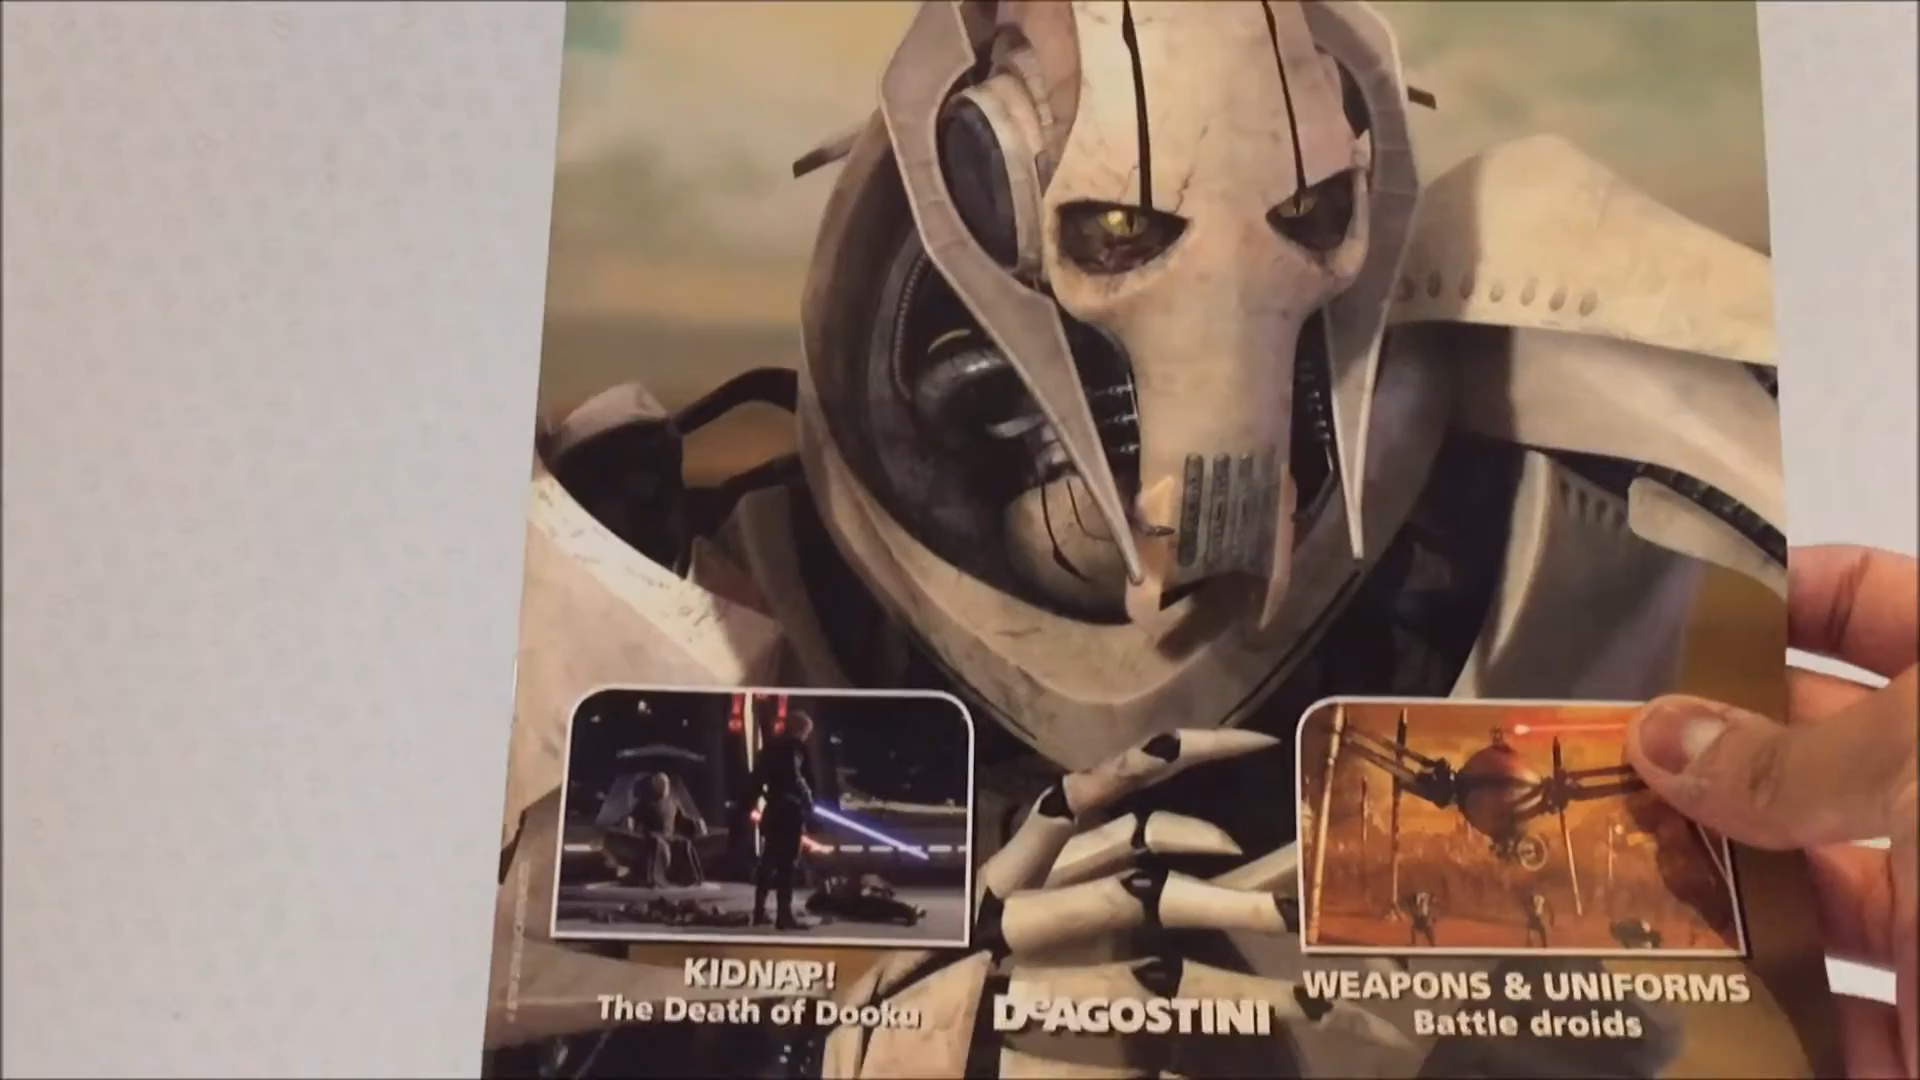 KIDNAP!
The Death of Dooku
DeAGOSTINI
WEAPONS & UNIFORMS
Battle droids